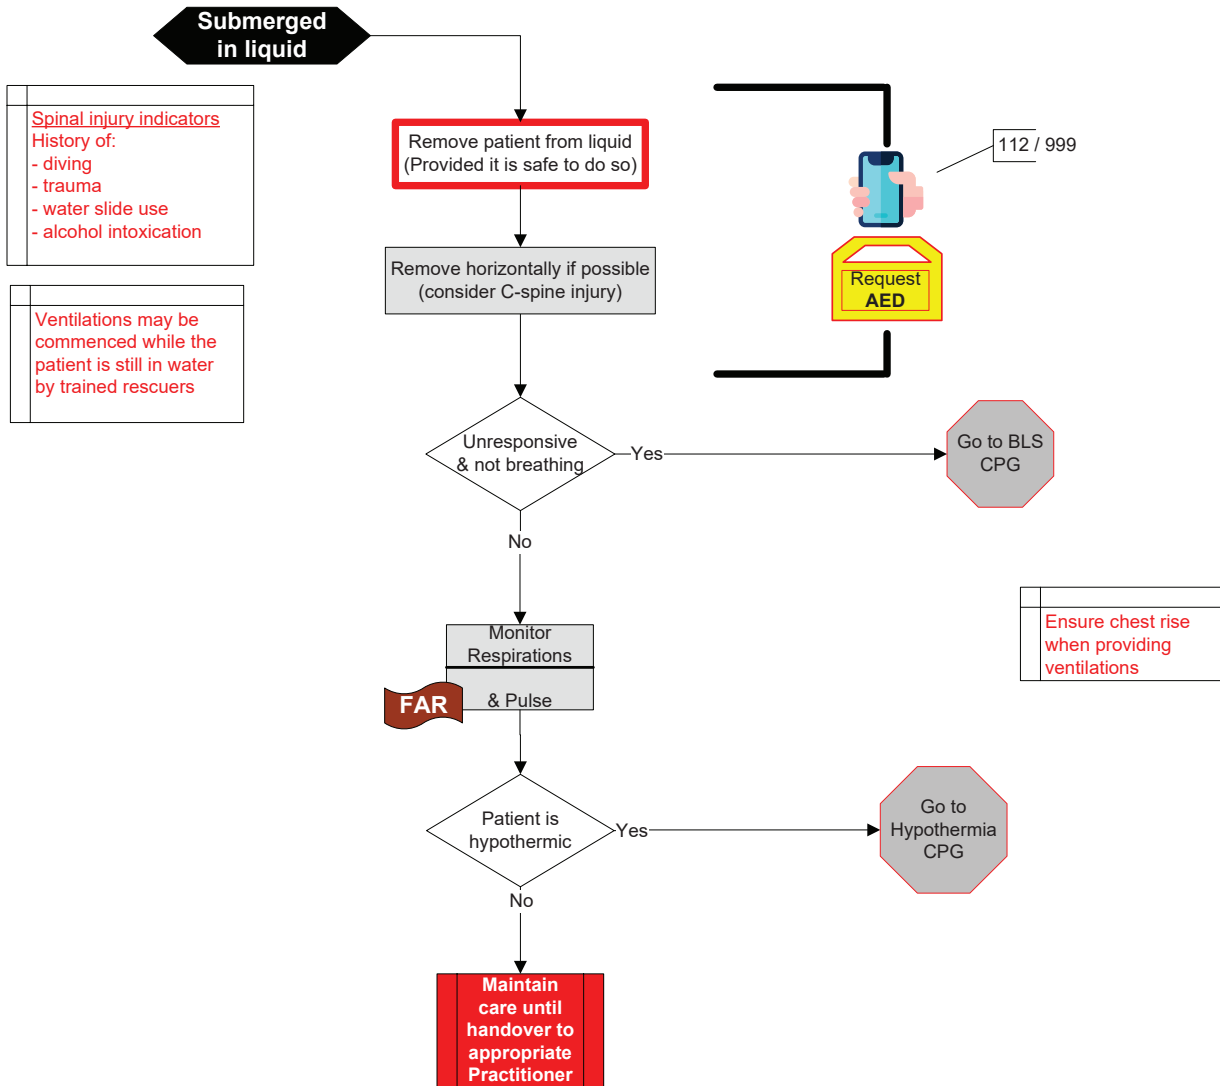 Submerged
in liquid
Spinal injury indicators
History of:
- diving
- trauma
- water slide use
- alcohol intoxication
Remove patient from liquid
(Provided it is safe to do so)
112 / 999
Request
AED
Remove horizontally if possible
(consider C-spine injury)
Ventilations may be
commenced while the
patient is still in water
by trained rescuers
Unresponsive
& not breathing
Yes
Go to BLS
CPG
No
Ensure chest rise
when providing
ventilations
Monitor
Respirations
& Pulse
FAR
Patient is
hypothermic
Yes
Go to
Hypothermia
CPG
No
Maintain
care until
handover to
appropriate
Practitioner